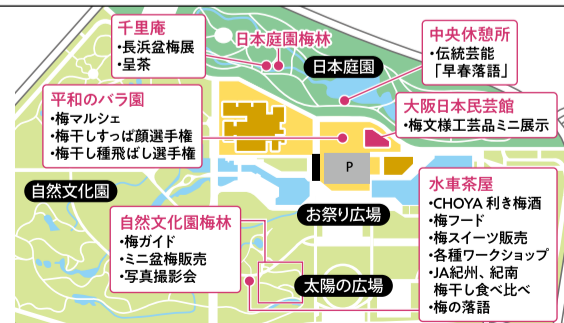 千里庵
・長浜盆梅展
・呈茶
日本庭園梅林
日本庭園
中央休憩所
・伝統芸能
「早春落語」
平和のバラ園
・梅マルシェ
・梅干しすっぱ顔選手権
・梅干し種飛ばし選手権
大阪日本民芸館
・梅文様工芸品ミニ展示
P
自然文化園
お祭り広場
自然文化園梅林
・梅ガイド
・ミニ盆梅販売
・写真撮影会
太陽の広場
水車茶屋
・CHOYA 利き梅酒
・梅フード
・梅スイーツ販売
・各種ワークショップ
・JA紀州、紀南
梅干し食べ比べ
・梅の落語